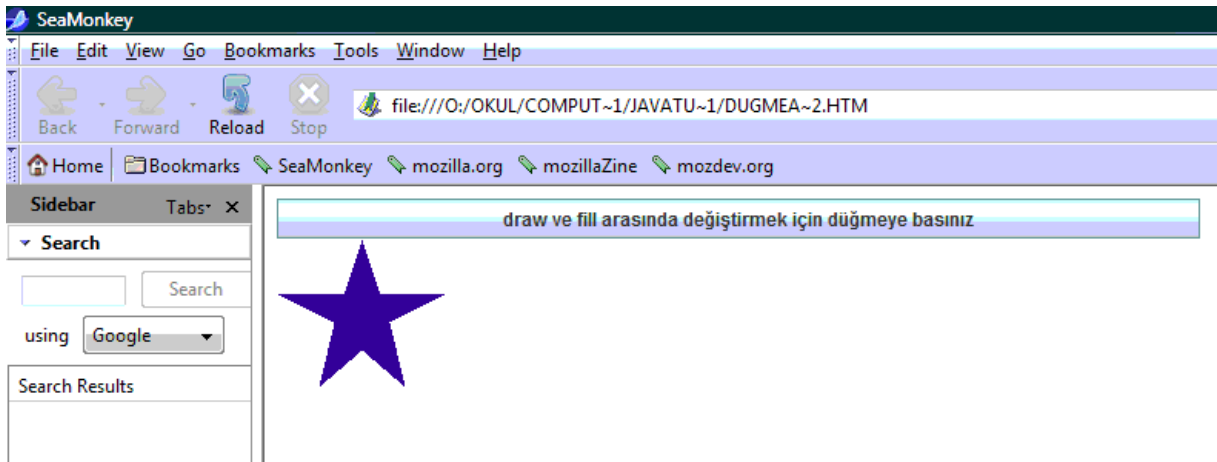 SeaMonkey
File Edit View Go Bookmarks Tools Window Help
Back Forward Reload Stop file:///O:/OKUL/COMPUT~1/JAVATU~1/DUGMEA~2.HTM
Home Bookmarks SeaMonkey mozilla.org mozillaZine mozdev.org
Sidebar Tabs
draw ve fill arasında değiştirmek için düğmeye basınız
Search
Search
using Google
Search Results